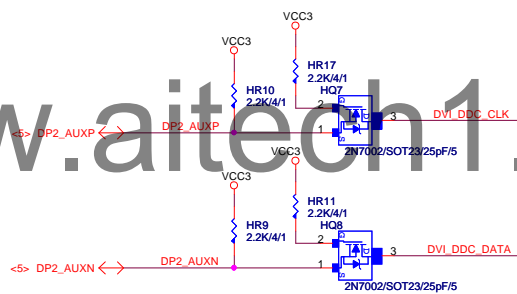 VCC3
VCC3
HR17
2.2K/4/1
HR10
2.2K/4/1
HQ7
2
G
D
S
3
DVI_DDC_CLK
<5> DP2_AUXP
DP2_AUXP
1
2N7002/SOT23/25pF/5
w.aitech1.
VCC3
VCC3
HR11
2.2K/4/1
HR9
2.2K/4/1
HQ8
2
G
D
S
3
DVI_DDC_DATA
<5> DP2_AUXN
DP2_AUXN
1
2N7002/SOT23/25pF/5